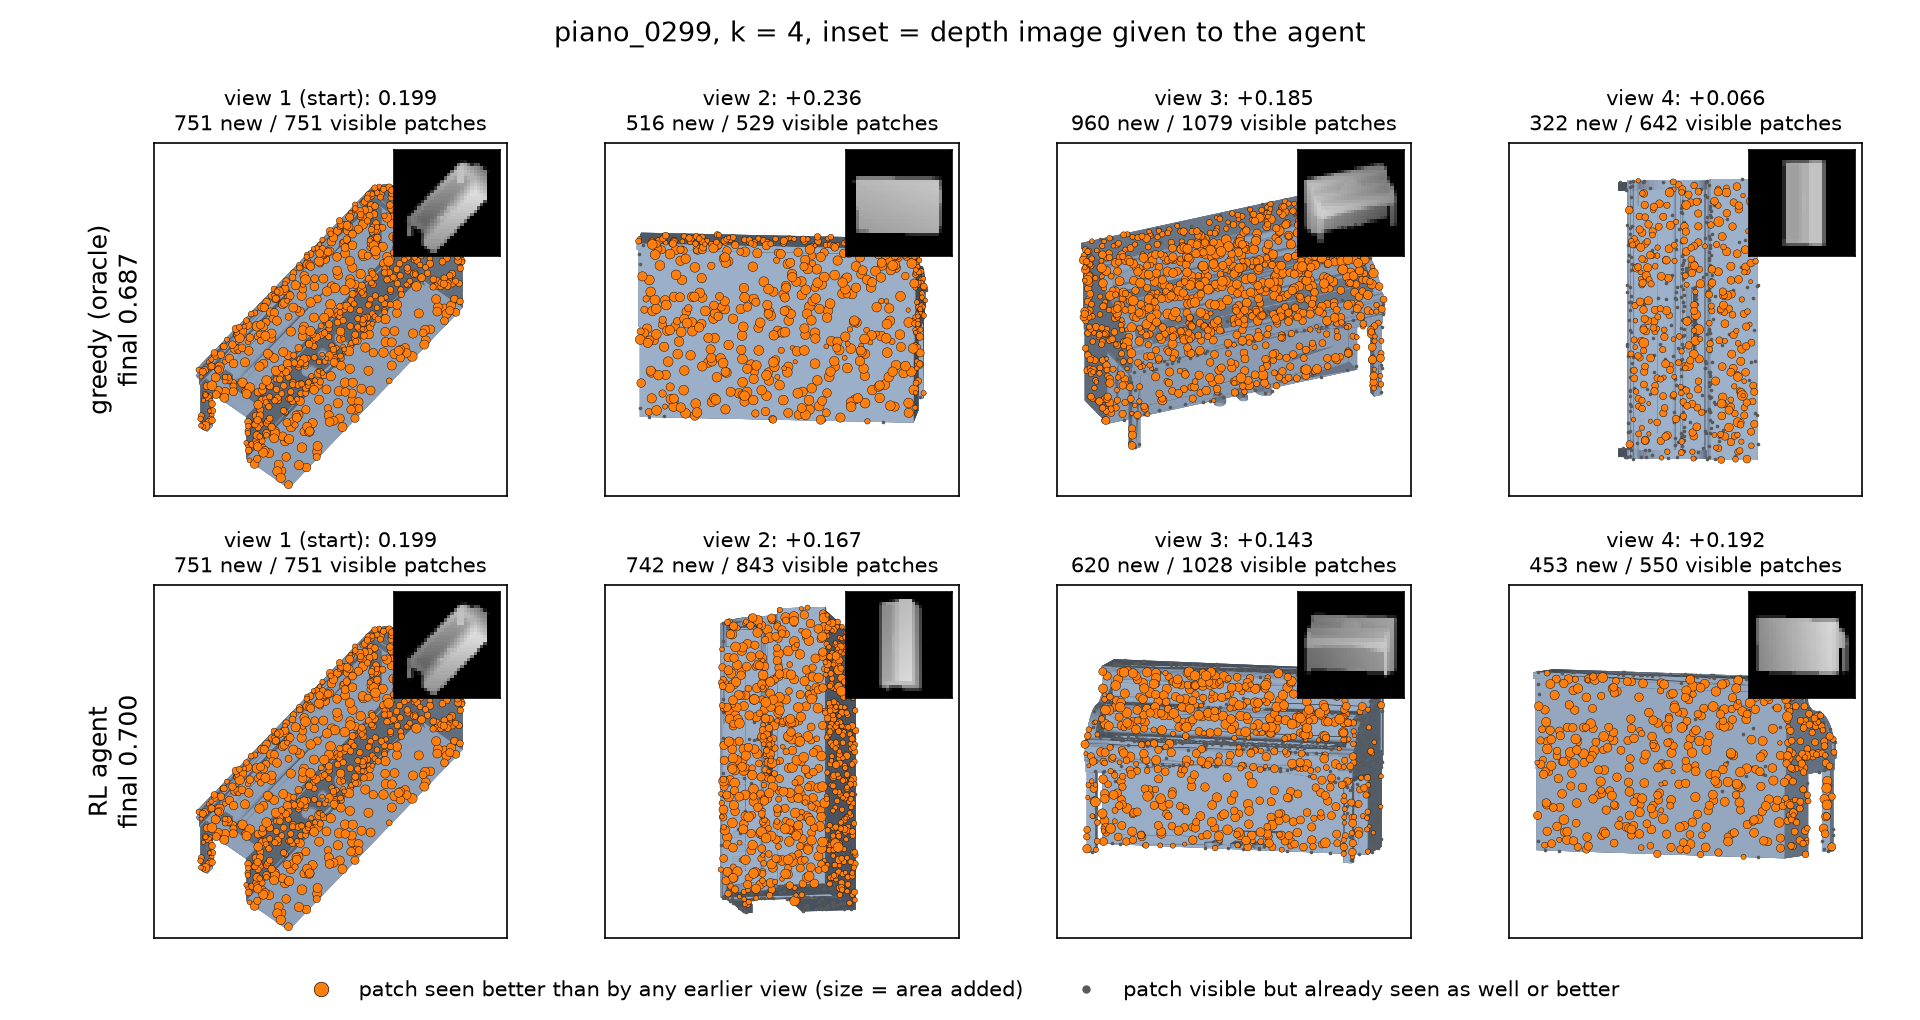 piano_0299, k = 4, inset = depth image given to the agent
view 1 (start): 0.199
751 new / 751 visible patches
view 2: +0.236
516 new / 529 visible patches
view 3: +0.185
960 new / 1079 visible patches
view 4: +0.066
322 new / 642 visible patches
greedy (oracle)
final 0.687
view 1 (start): 0.199
751 new / 751 visible patches
view 2: +0.167
742 new / 843 visible patches
view 3: +0.143
620 new / 1028 visible patches
view 4: +0.192
453 new / 550 visible patches
RL agent
final 0.700
patch seen better than by any earlier view (size = area added)
patch visible but already seen as well or better